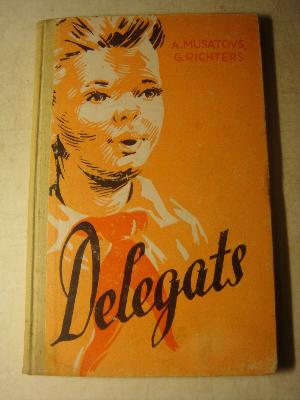 A. MUSATOVS,
G. RICHTERS
Delegats